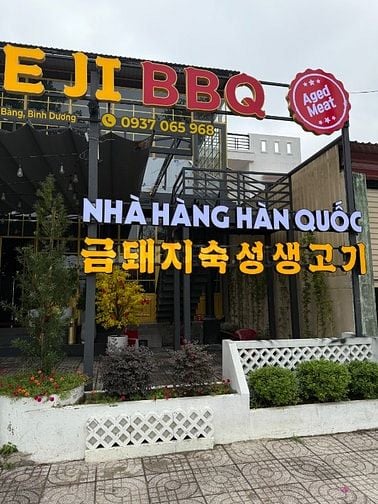 EJI BBQ
Aged Meat
Bàng, Bình Dương
0937 065 968
NHÀ HÀNG HÀN QUỐC
금돼지숙성생고기